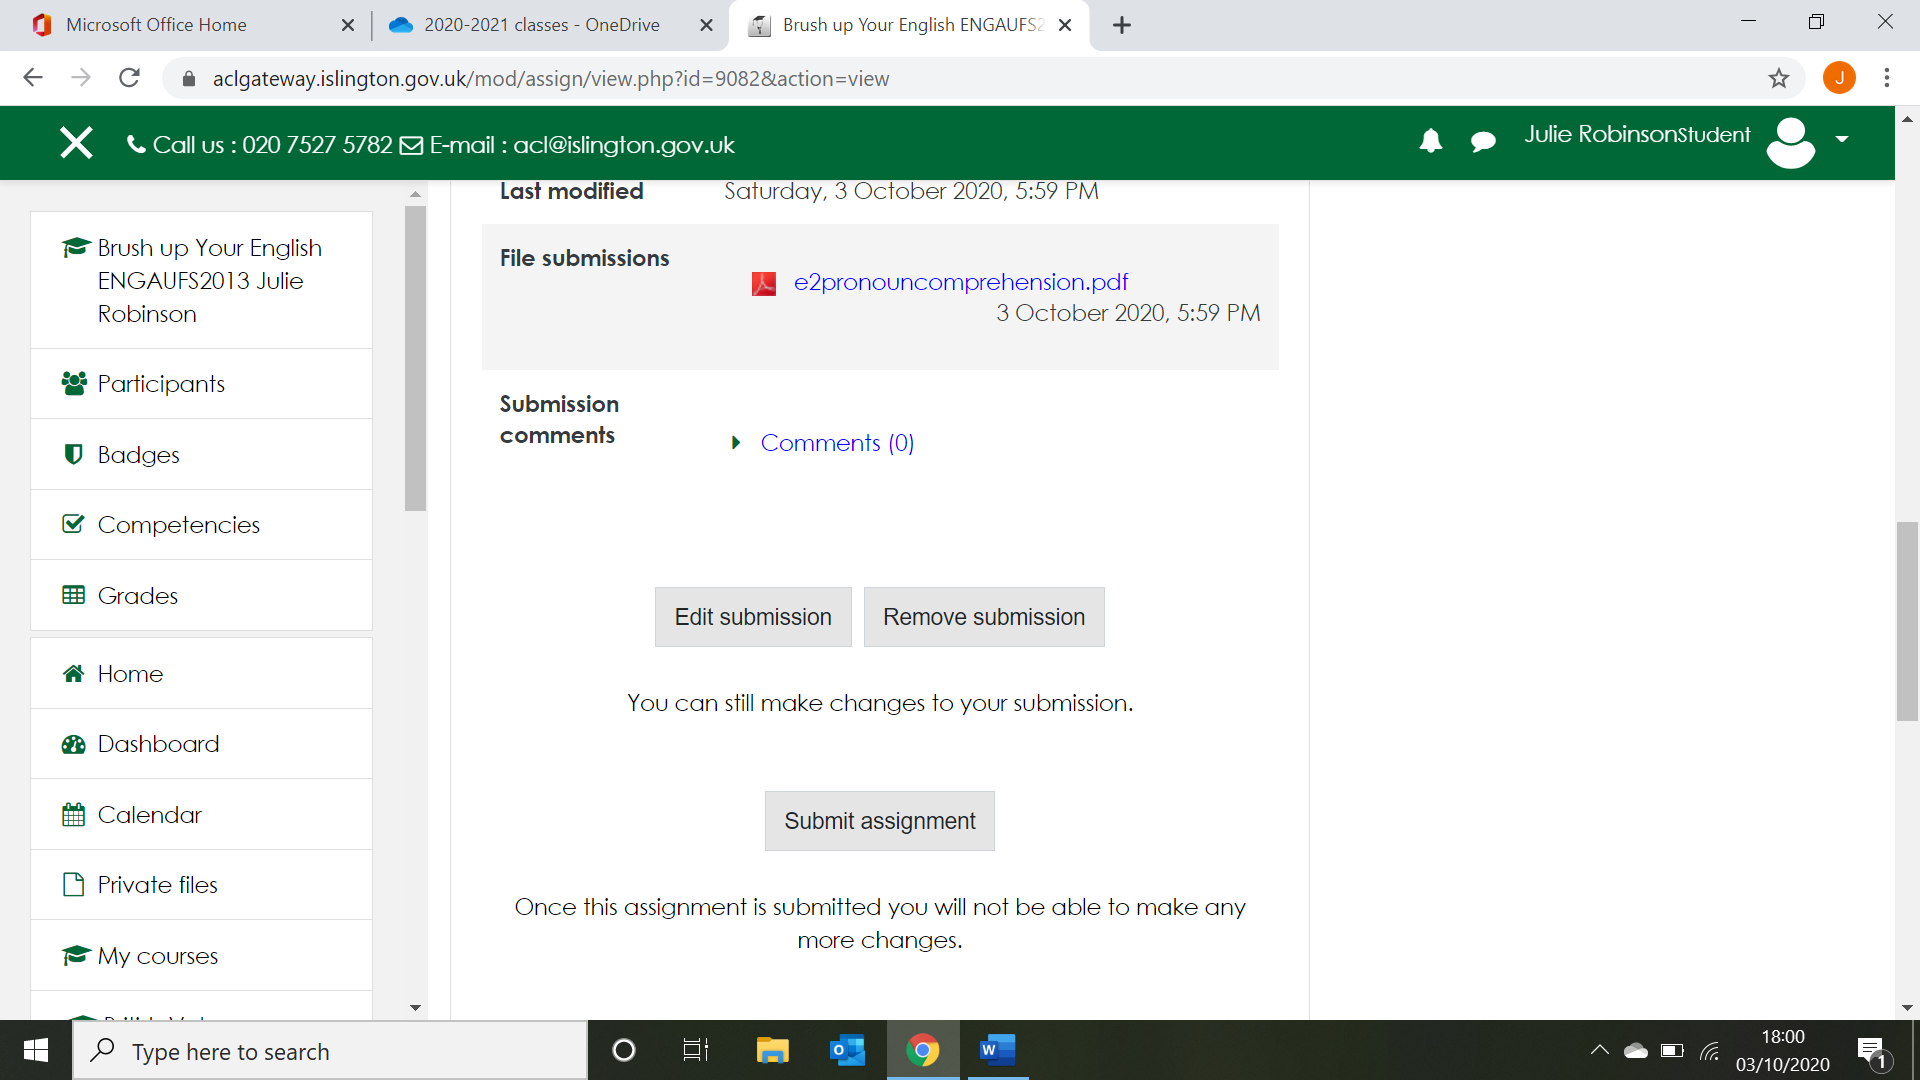 Microsoft Office Home
2020-2021 classes - OneDrive
Brush up Your English ENGAUFS2
aclgateway.islington.gov.uk/mod/assign/view.php?id=9082&action=view
J
Call us : 020 7527 5782 E-mail : acl@islington.gov.uk
Julie RobinsonStudent
Brush up Your English
ENGAUFS2013 Julie
Robinson
Participants
Badges
Competencies
Grades
Home
Dashboard
Calendar
Private files
My courses
Last modified
Saturday, 3 October 2020, 5:59 PM
File submissions
e2pronouncomprehension.pdf
3 October 2020, 5:59 PM
Submission
comments
Comments (0)
Edit submission
Remove submission
You can still make changes to your submission.
Submit assignment
Once this assignment is submitted you will not be able to make any
more changes.
Type here to search
18:00
03/10/2020
1